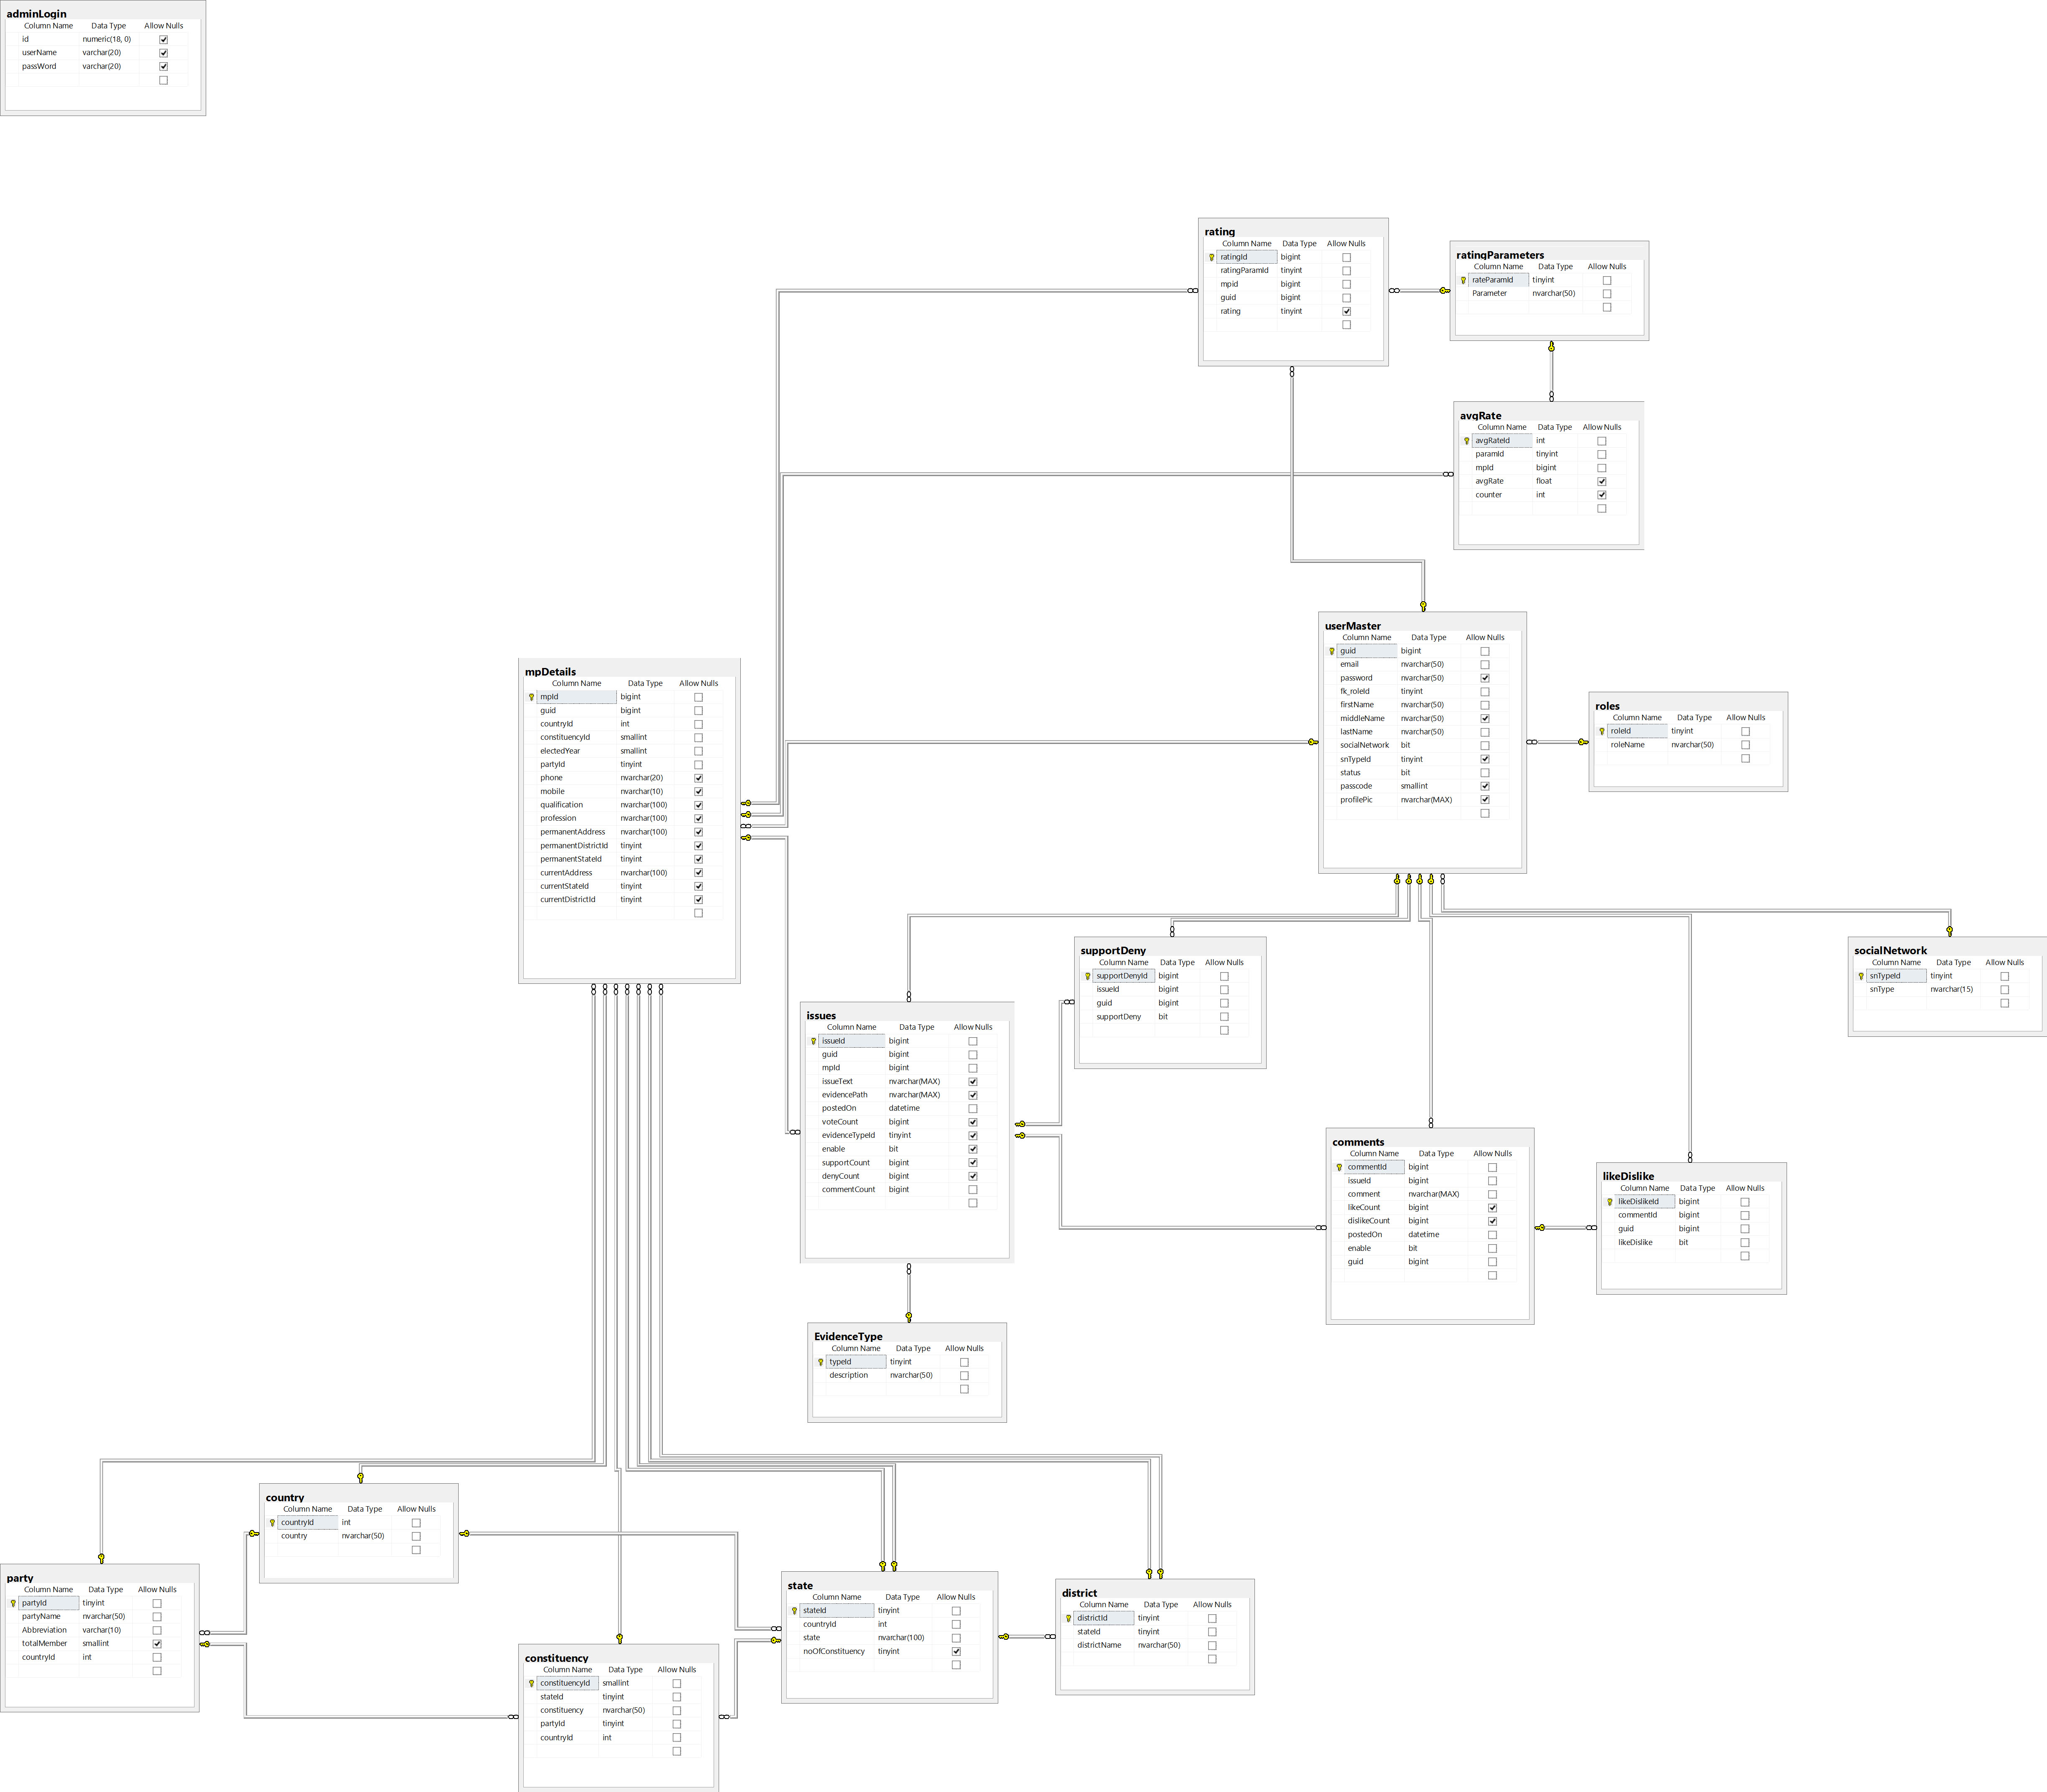 adminLogin
Column Name Data Type Allow Nulls
id numeric(18, 0)
userName varchar(20)
passWord varchar(20)
rating
Column Name Data Type Allow Nulls
ratingId bigint
ratingParamId tinyint
mpid bigint
guid bigint
rating tinyint
ratingParameters
Column Name Data Type Allow Nulls
rateParamId tinyint
Parameter nvarchar(50)
avgRate
Column Name Data Type Allow Nulls
avgRateId int
paramId tinyint
mpId bigint
avgRate float
counter int
userMaster
Column Name Data Type Allow Nulls
guid bigint
email nvarchar(50)
password nvarchar(50)
fk_roleId tinyint
firstName nvarchar(50)
middleName nvarchar(50)
lastName nvarchar(50)
socialNetwork bit
snTypeId tinyint
status bit
passcode smallint
profilePic nvarchar(MAX)
mpDetails
Column Name Data Type Allow Nulls
mpId bigint
guid bigint
countryId int
constituencyId smallint
electedYear smallint
partyId tinyint
phone nvarchar(20)
mobile nvarchar(10)
qualification nvarchar(100)
profession nvarchar(100)
permanentAddress nvarchar(100)
permanentDistrictId tinyint
permanentStateId tinyint
currentAddress nvarchar(100)
currentStateId tinyint
currentDistrictId tinyint
roles
Column Name Data Type Allow Nulls
roleId tinyint
roleName nvarchar(50)
supportDeny
Column Name Data Type Allow Nulls
supportDenyId bigint
issueId bigint
guid bigint
supportDeny bit
socialNetwork
Column Name Data Type Allow Nulls
snTypeId tinyint
snType nvarchar(15)
issues
Column Name Data Type Allow Nulls
issueId bigint
guid bigint
mpId bigint
issueText nvarchar(MAX)
evidencePath nvarchar(MAX)
postedOn datetime
voteCount bigint
evidenceTypeId tinyint
enable bit
supportCount bigint
denyCount bigint
commentCount bigint
comments
Column Name Data Type Allow Nulls
commentId bigint
issueId bigint
comment nvarchar(MAX)
likeCount bigint
dislikeCount bigint
postedOn datetime
enable bit
guid bigint
likeDislike
Column Name Data Type Allow Nulls
likeDislikeId bigint
commentId bigint
guid bigint
likeDislike bit
EvidenceType
Column Name Data Type Allow Nulls
typeId tinyint
description nvarchar(50)
country
Column Name Data Type Allow Nulls
countryId int
country nvarchar(50)
party
Column Name Data Type Allow Nulls
partyId tinyint
partyName nvarchar(50)
Abbreviation varchar(10)
totalMember smallint
countryId int
state
Column Name Data Type Allow Nulls
stateId tinyint
countryId int
state nvarchar(100)
noOfConstituency tinyint
district
Column Name Data Type Allow Nulls
districtId tinyint
stateId tinyint
districtName nvarchar(50)
constituency
Column Name Data Type Allow Nulls
constituencyId smallint
stateId tinyint
constituency nvarchar(50)
partyId tinyint
countryId int